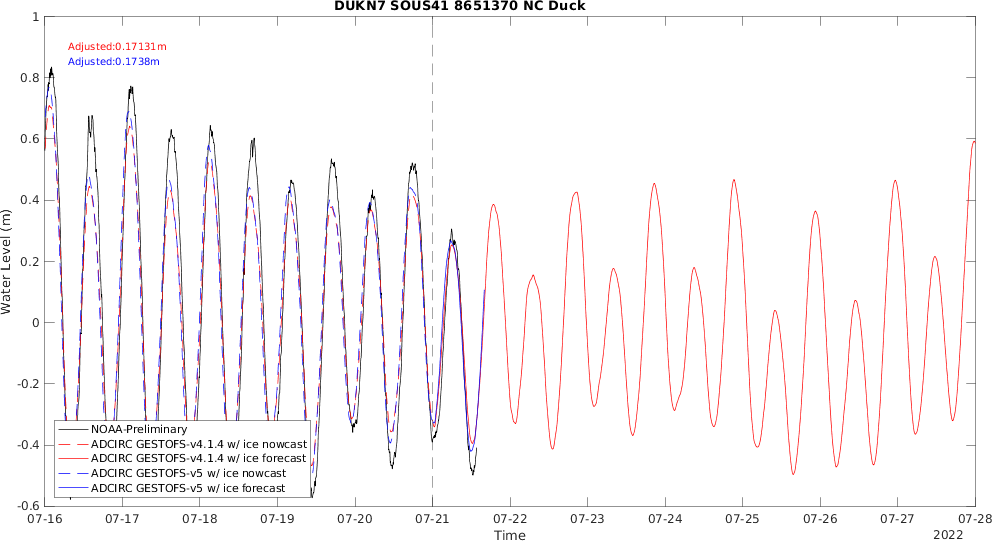 DUKN7 SOUS41 8651370 NC Duck
Adjusted:0.17131m
Adjusted:0.1738m
Water Level (m)
1
0.8
0.6
0.4
0.2
0
-0.2
-0.4
-0.6
NOAA-Preliminary
ADCIRC GESTOFS-v4.1.4 w/ ice nowcast
ADCIRC GESTOFS-v4.1.4 w/ ice forecast
ADCIRC GESTOFS-v5 w/ ice nowcast
ADCIRC GESTOFS-v5 w/ ice forecast
07-16 07-17 07-18 07-19 07-20 07-21 07-22 07-23 07-24 07-25 07-26 07-27 07-28
Time
2022